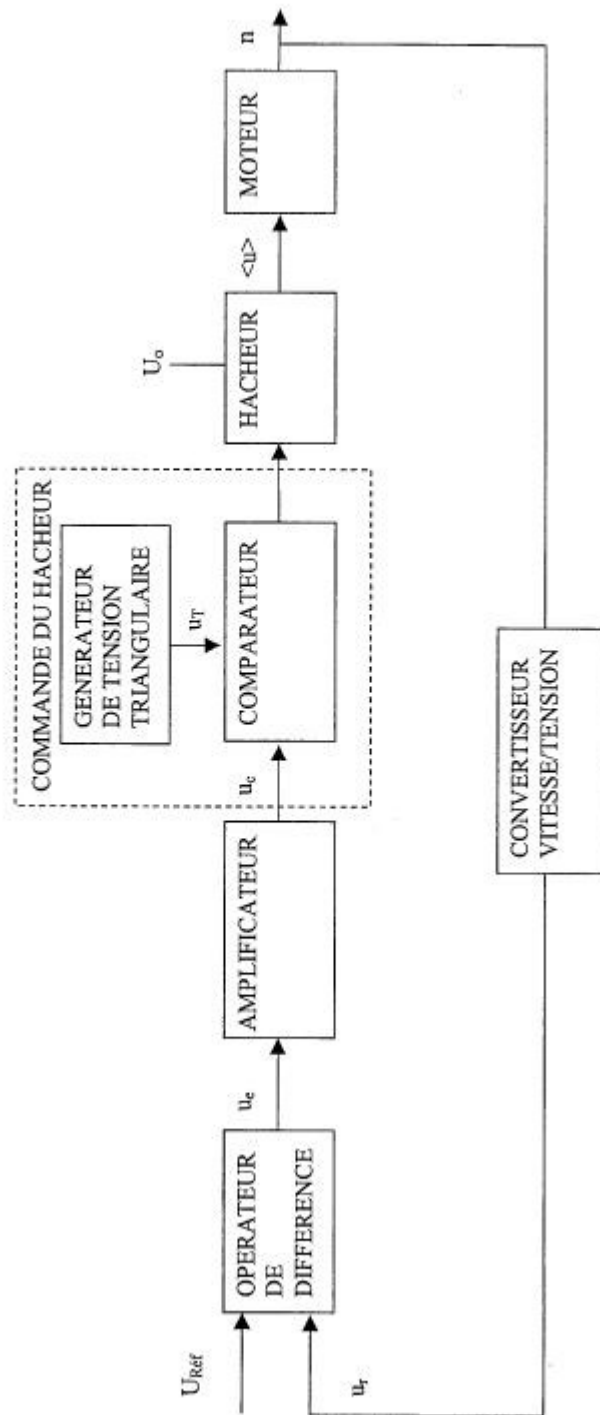 COMMANDE DU HACHEUR
GENERATEUR
DE TENSION
TRIANGULAIRE
u_T
U_o
U_Réf
u_r
OPERATEUR
DE
DIFFERENCE
u_e
AMPLIFICATEUR
u_c
COMPARATEUR
HACHEUR
<u>
MOTEUR
n
CONVERTISSEUR
VITESSE/TENSION